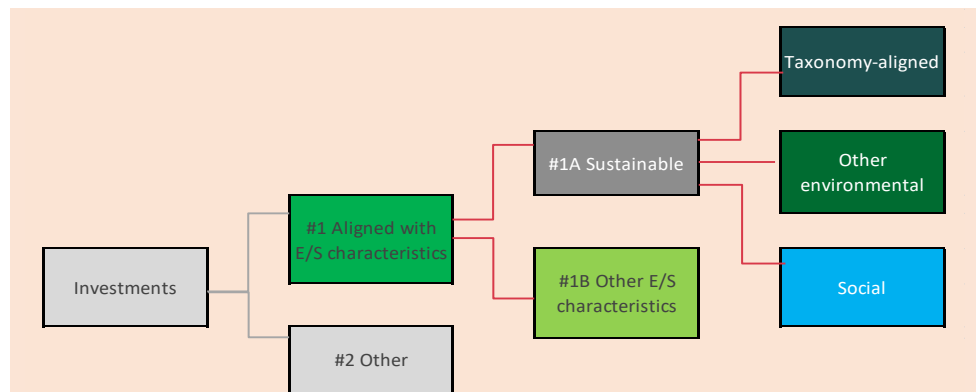 Investments
#1 Aligned with
E/S characteristics
#2 Other
#1A Sustainable
#1B Other E/S
characteristics
Taxonomy-aligned
Other
environmental
Social